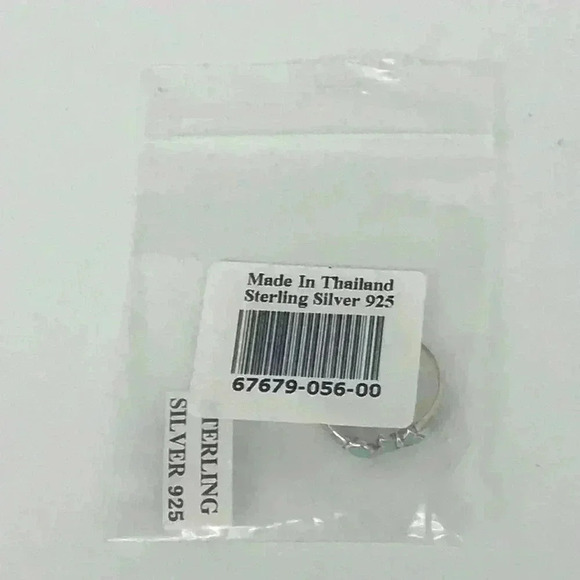 Made In Thailand
Sterling Silver 925
67679-056-00
TERLING
SILVER 925